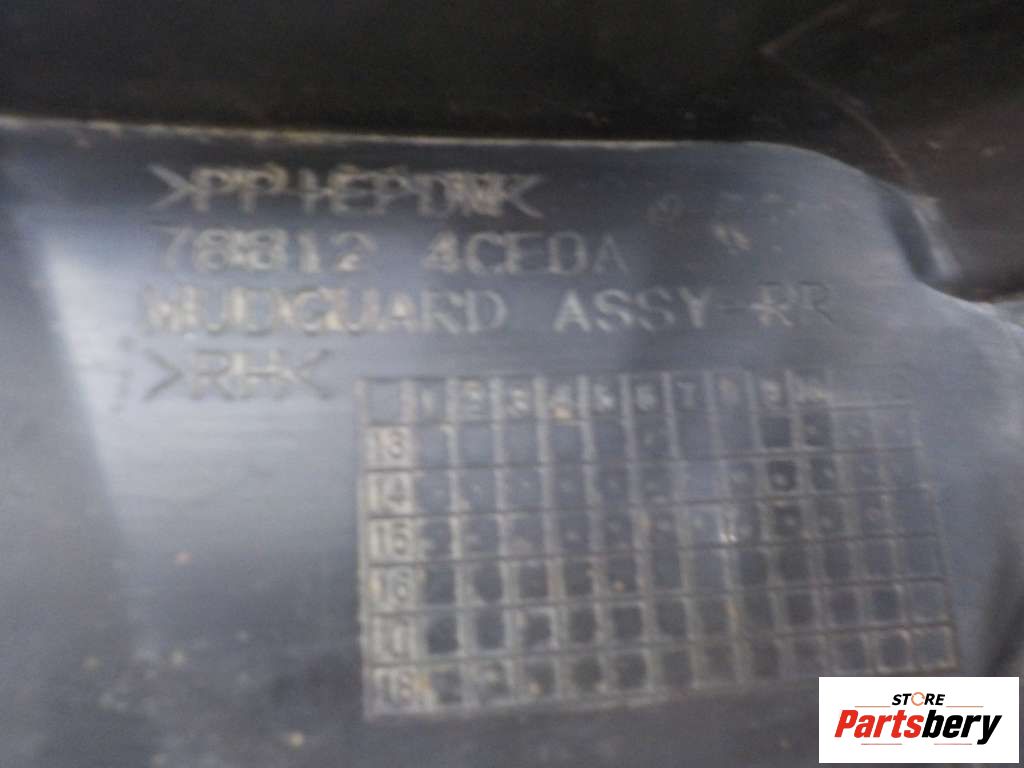 >PP+EPDM<
78812 4CE0A
MUDGUARD ASSY-RR
>RH<
1 2 3 4 5 6 7 8 9 10
13
14
15
16
17
18
STORE
Partsbery